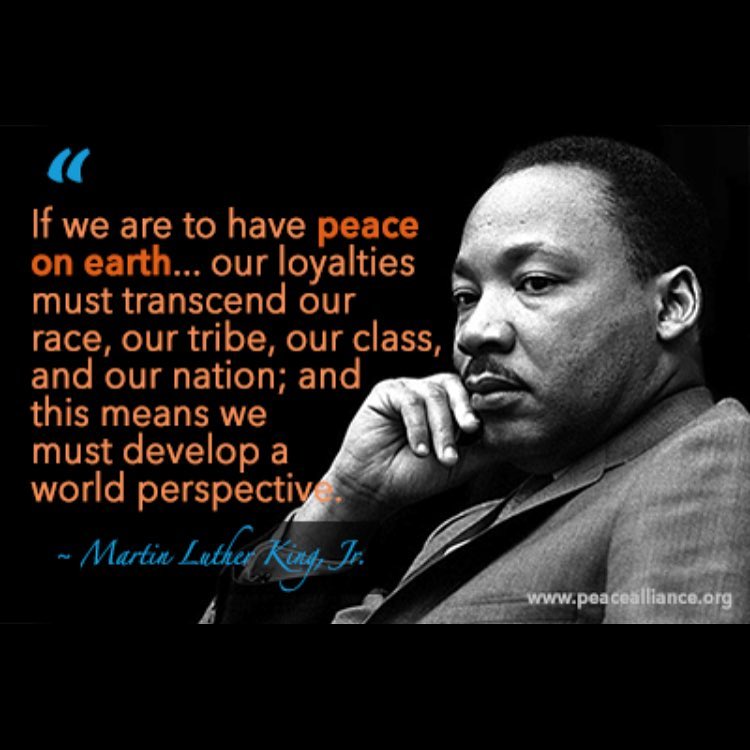 “
If we are to have peace
on earth... our loyalties
must transcend our
race, our tribe, our class,
and our nation; and
this means we
must develop a
world perspective.
~ Martin Luther King, Jr.
www.peacealliance.org